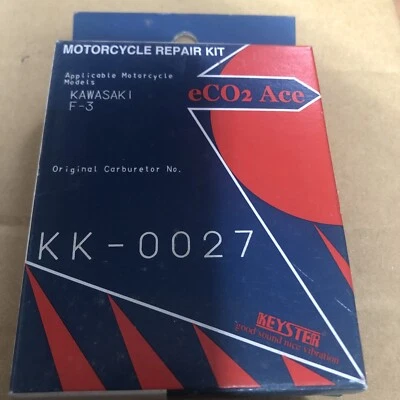 MOTORCYCLE REPAIR KIT
Applicable Motorcycle
Models
KAWASAKI
F-3
eCO2 Ace
Original Carburetor No.
KK-0027
KEYSTER
good sound nice vibration